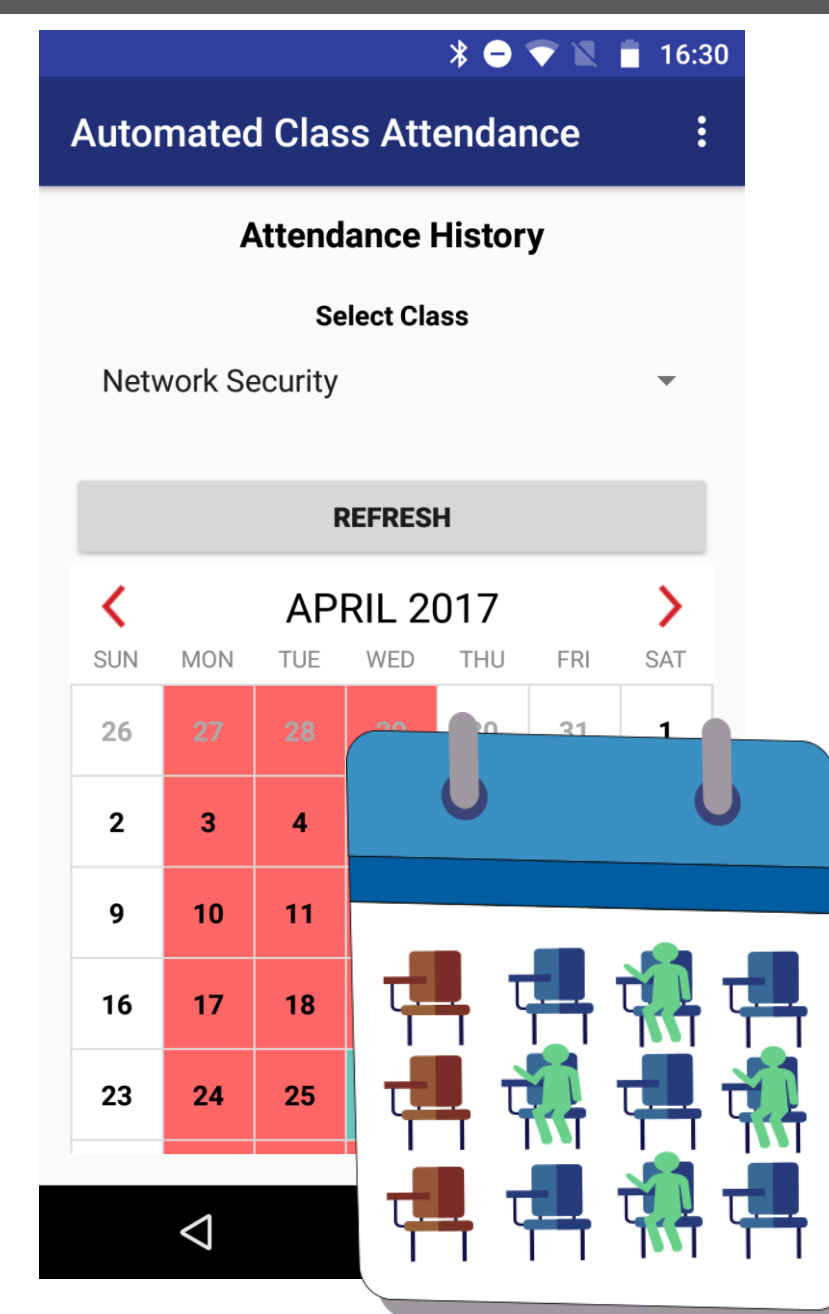 16:30
Automated Class Attendance
Attendance History
Select Class
Network Security
REFRESH
APRIL 2017
SUN MON TUE WED THU FRI SAT
26 27 28 31 1
2 3 4
9 10 11
16 17 18
23 24 25